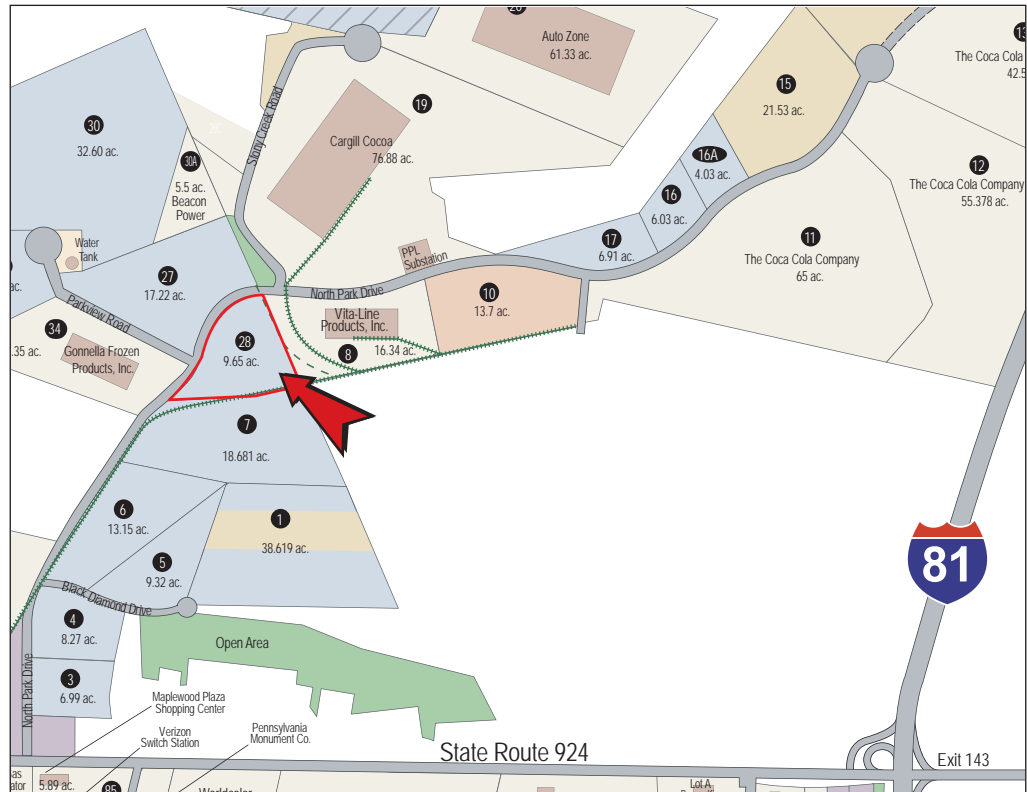 20
Auto Zone
61.33 ac.
13
The Coca Cola
42.5
15
21.53 ac.
19
Cargill Cocoa
76.88 ac.
Stony Creek Road
30
32.60 ac.
30A
5.5 ac.
Beacon
Power
16A
4.03 ac.
12
The Coca Cola Company
55.378 ac.
16
6.03 ac.
17
6.91 ac.
11
The Coca Cola Company
65 ac.
Water
Tank
PPL
Substation
27
17.22 ac.
ac.
North Park Drive
10
13.7 ac.
Parkview Road
Vita-Line
Products, Inc.
8
16.34 ac.
34
Gonnella Frozen
Products, Inc.
.35 ac.
28
9.65 ac.
7
18.681 ac.
6
13.15 ac.
1
38.619 ac.
5
9.32 ac.
81
Black Diamond Drive
4
8.27 ac.
Open Area
3
6.99 ac.
North Park Drive
Maplewood Plaza
Shopping Center
Verizon
Switch Station
Pennsylvania
Monument Co.
State Route 924
Exit 143
5.89 ac.
85
Lot A